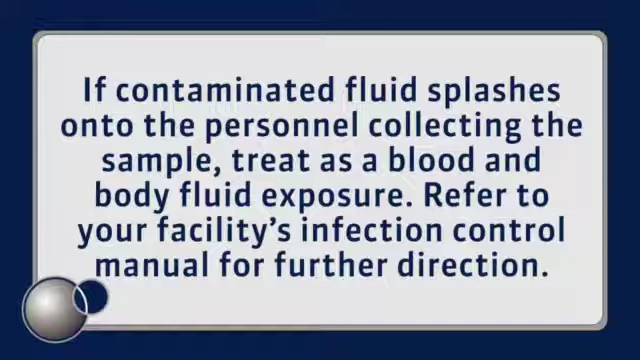 If contaminated fluid splashes
onto the personnel collecting the
sample, treat as a blood and
body fluid exposure. Refer to
your facility’s infection control
manual for further direction.